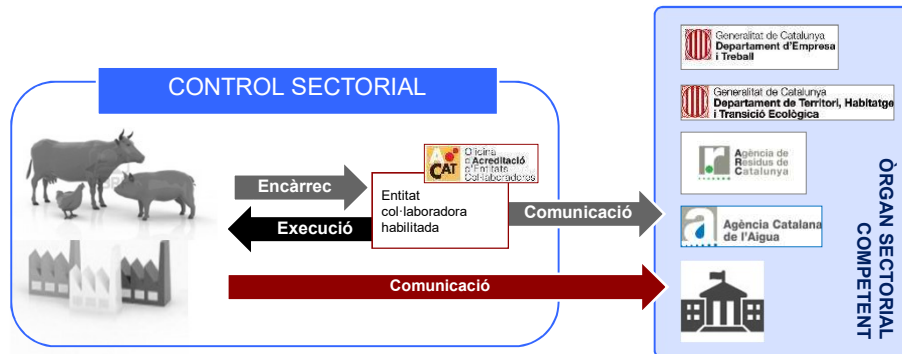 CONTROL SECTORIAL
Encàrrec
Execució
ACAT
Oficina
d'Acreditació
d'Entitats
Col·laboradores
Entitat
col·laboradora
habilitada
Comunicació
Comunicació
Generalitat de Catalunya
Departament d'Empresa
i Treball
Generalitat de Catalunya
Departament de Territori, Habitatge
i Transició Ecològica
Agència de
Residus de
Catalunya
Agència Catalana
de l'Aigua
ÒRGAN SECTORIAL
COMPETENT